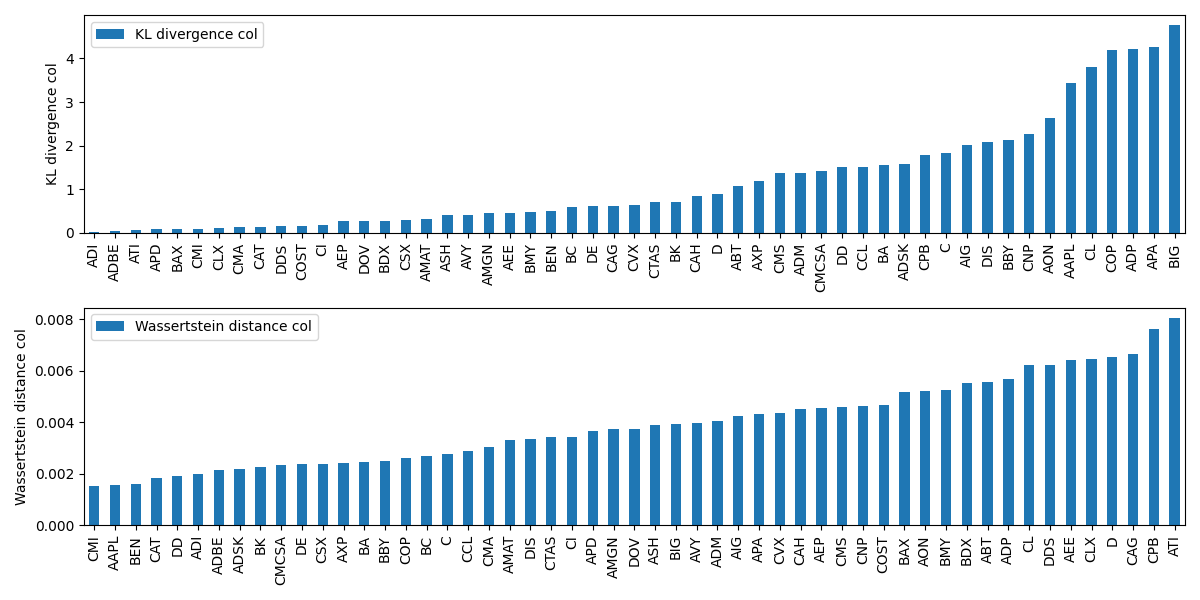 KL divergence col
KL divergence col
4
3
2
1
0
ADI ADBE ATI APD BAX CMI CLX CMA CAT DDS COST CI AEP DOV BDX CSX AMAT ASH AVY AMGN AEE BMY BEN BC DE CAG CVX CTAS BK CAH D ABT AXP CMS ADM CMCSA DD CCL BA ADSK CPB C AIG DIS BBY CNP AON AAPL CL COP ADP APA BIG
Wassertstein distance col
Wassertstein distance col
0.008
0.006
0.004
0.002
0.000
CMI AAPL BEN CAT DD ADI ADBE ADSK BK CMCSA DE CSX AXP BA BBY COP BC C CCL CMA AMAT DIS CTAS CI APD AMGN DOV ASH BIG AVY ADM AIG APA CVX CAH AEP CMS CNP COST BAX AON BMY BDX ABT ADP CL DDS AEE CLX D CAG CPB ATI